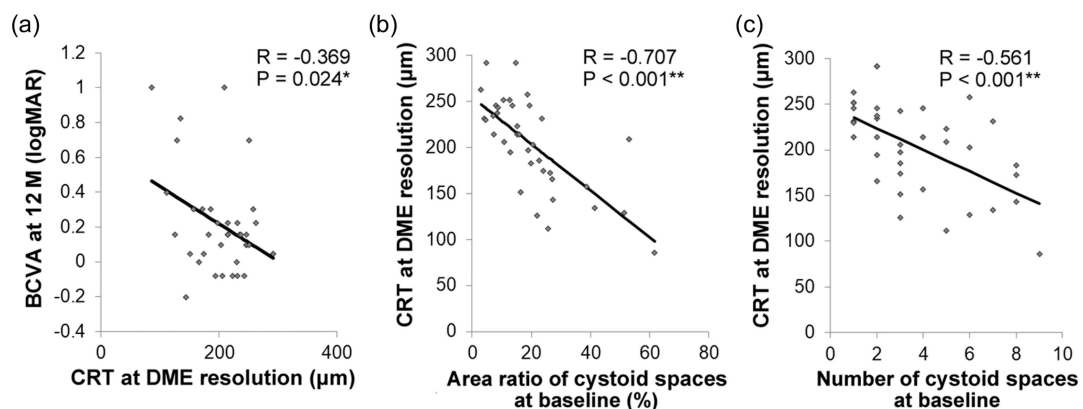 (a)
R = -0.369
P = 0.024*
BCVA at 12 M (logMAR)
1.2
1
0.8
0.6
0.4
0.2
0
-0.2
-0.4
0
200
400
CRT at DME resolution (μm)
(b)
R = -0.707
P < 0.001**
CRT at DME resolution (μm)
300
250
200
150
100
50
0
0
20
40
60
80
Area ratio of cystoid spaces
at baseline (%)
(c)
R = -0.561
P < 0.001**
CRT at DME resolution (μm)
300
250
200
150
100
50
0
0
2
4
6
8
10
Number of cystoid spaces
at baseline